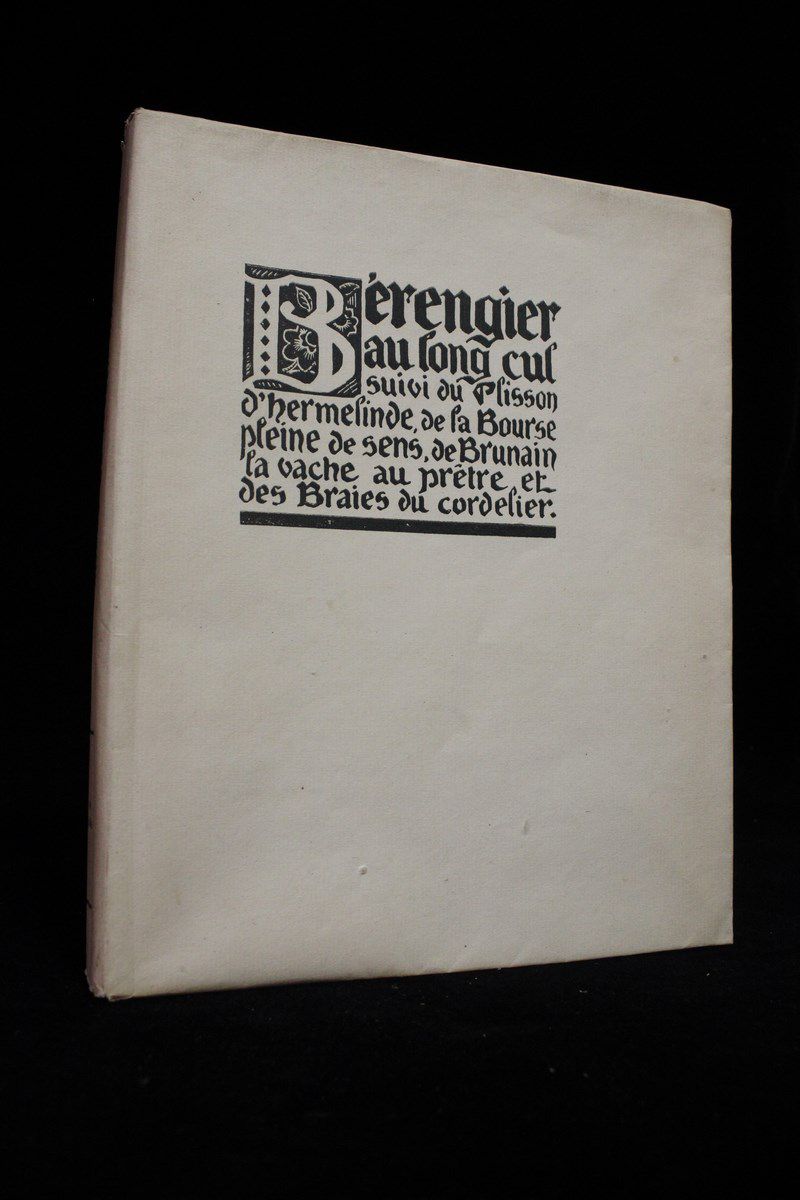 Bérengier
au long cul
suivi du Plisson
d'hermelinde, de la Bourse
pleine de sens, de Brunain
la vache au prêtre et
des Braies du cordelier.